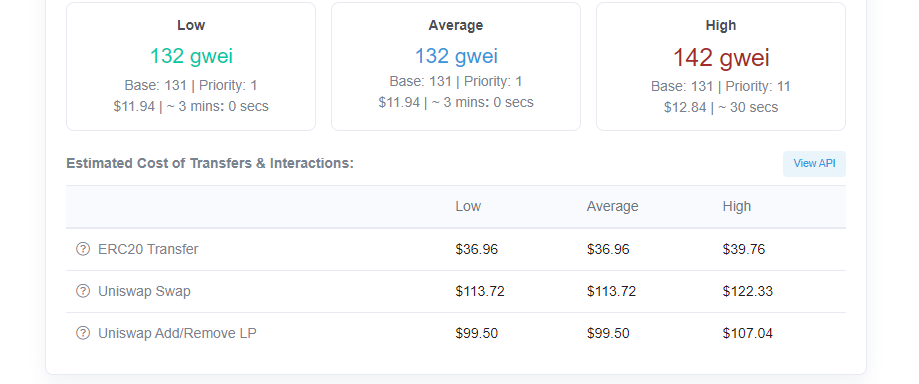 Low
132 gwei
Base: 131 | Priority: 1
$11.94 | ~ 3 mins: 0 secs
Average
132 gwei
Base: 131 | Priority: 1
$11.94 | ~ 3 mins: 0 secs
High
142 gwei
Base: 131 | Priority: 11
$12.84 | ~ 30 secs
Estimated Cost of Transfers & Interactions:
View API
Low Average High
ERC20 Transfer $36.96 $36.96 $39.76
Uniswap Swap $113.72 $113.72 $122.33
Uniswap Add/Remove LP $99.50 $99.50 $107.04